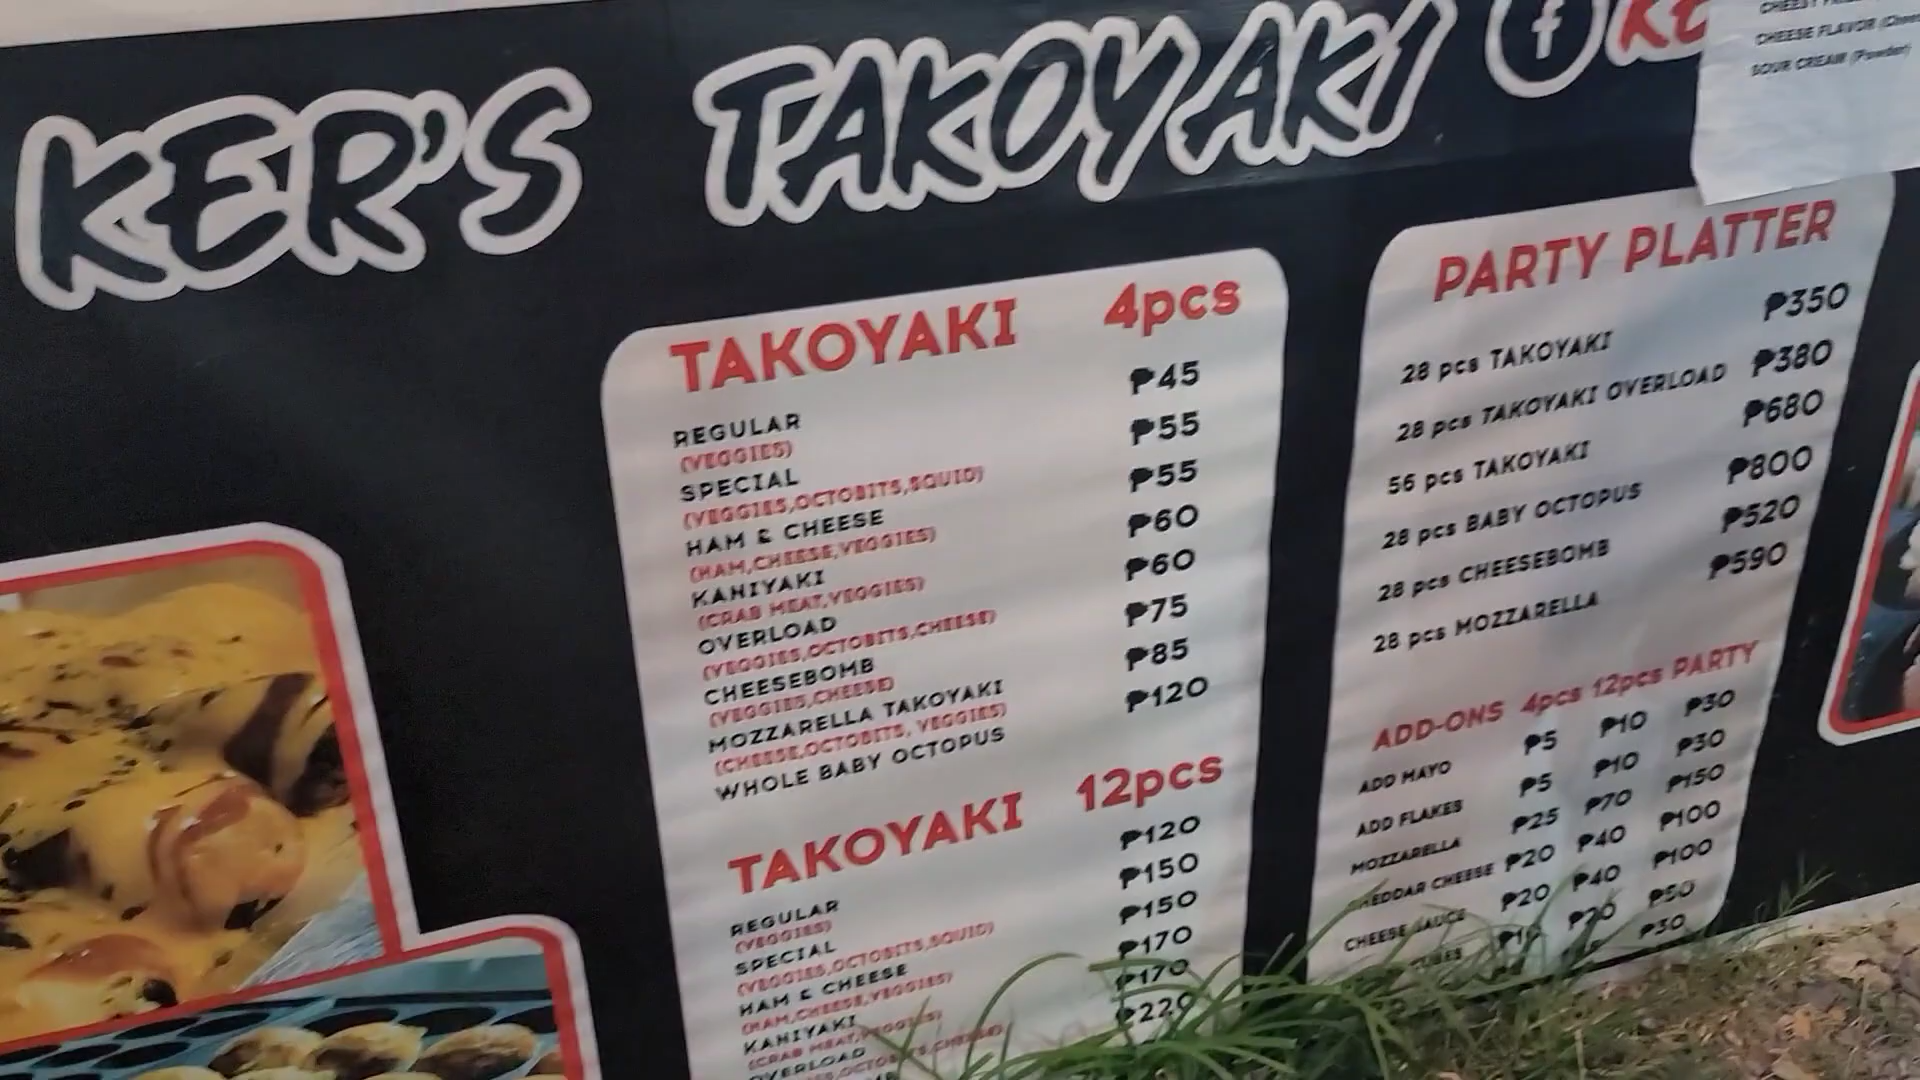 KER'S TAKOYAKI f KE
CHEESE FLAVOR
SOUR CREAM (Powder)
TAKOYAKI 4pcs
REGULAR ₱45
(VEGGIES)
SPECIAL ₱55
(VEGGIES,OCTOBITS,SQUID)
HAM & CHEESE ₱55
(HAM,CHEESE,VEGGIES)
KANIYAKI ₱60
(CRAB MEAT,VEGGIES)
OVERLOAD ₱60
(VEGGIES,OCTOBITS,CHEESE)
CHEESEBOMB ₱75
(VEGGIES,CHEESE)
MOZZARELLA TAKOYAKI ₱85
(CHEESE,OCTOBITS, VEGGIES)
WHOLE BABY OCTOPUS ₱120
TAKOYAKI 12pcs
REGULAR ₱120
(VEGGIES)
SPECIAL ₱150
(VEGGIES,OCTOBITS,SQUID)
HAM & CHEESE ₱150
(HAM,CHEESE,VEGGIES)
KANIYAKI ₱170
(CRAB MEAT,VEGGIES)
OVERLOAD ₱170
₱220
PARTY PLATTER
28 pcs TAKOYAKI ₱350
28 pcs TAKOYAKI OVERLOAD ₱380
56 pcs TAKOYAKI ₱680
28 pcs BABY OCTOPUS ₱800
28 pcs CHEESEBOMB ₱520
28 pcs MOZZARELLA ₱590
ADD-ONS 4pcs 12pcs PARTY
ADD MAYO ₱5 ₱10 ₱30
ADD FLAKES ₱5 ₱10 ₱30
MOZZARELLA ₱25 ₱70 ₱150
CHEDDAR CHEESE ₱20 ₱40 ₱100
CHEESE SAUCE ₱20 ₱40 ₱100
₱20 ₱50
₱30